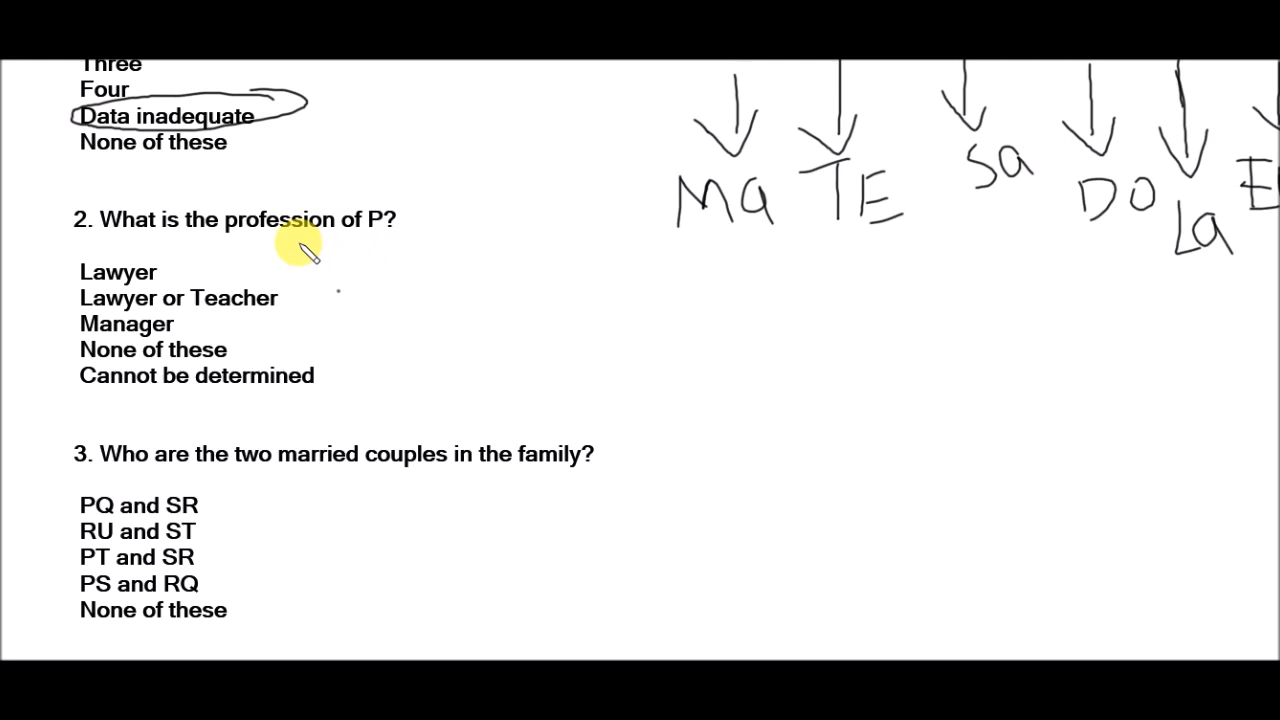 Three
Four
Data inadequate
None of these
Ma TE Sa DO La E
2. What is the profession of P?
Lawyer
Lawyer or Teacher
Manager
None of these
Cannot be determined
3. Who are the two married couples in the family?
PQ and SR
RU and ST
PT and SR
PS and RQ
None of these